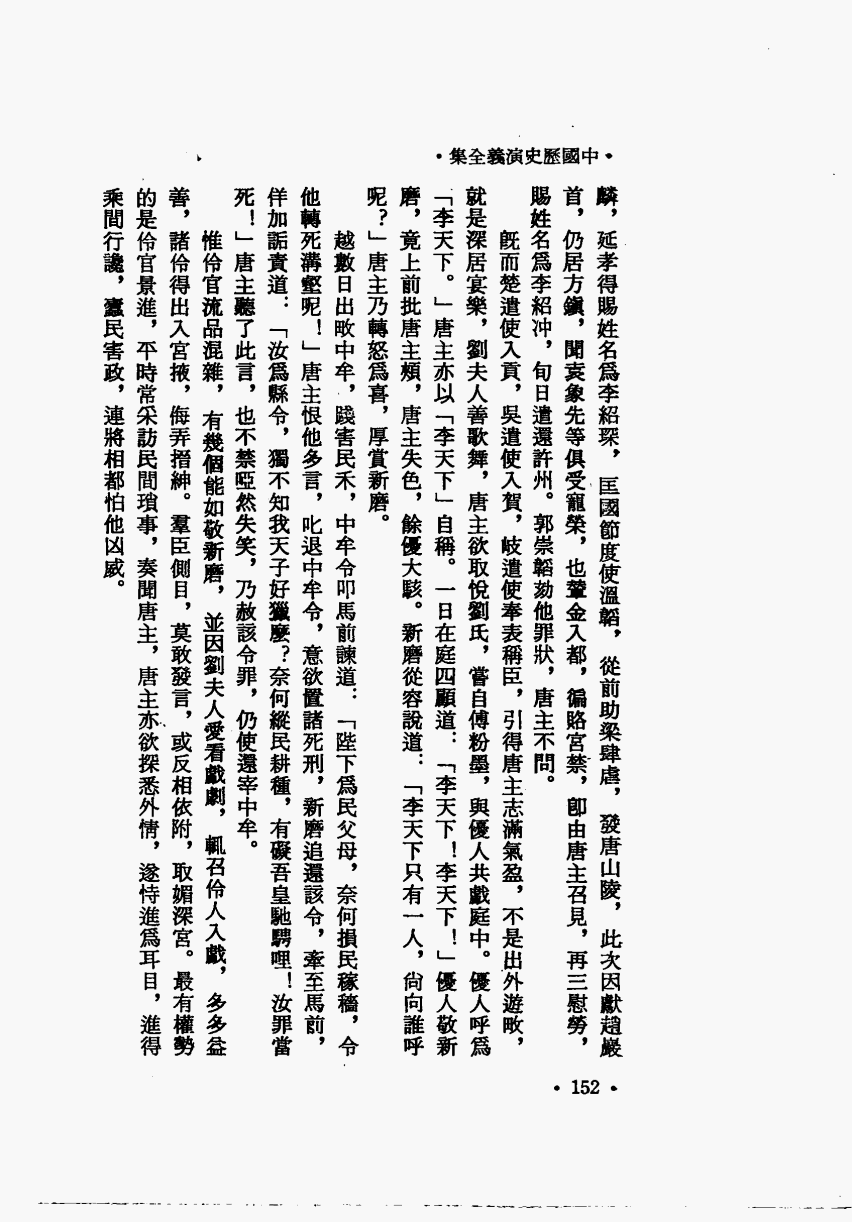 •中國歷史演義全集•
麟，延孝得賜姓名爲李紹琛，匡國節度使溫韜，從前助梁肆虐，發唐山陵，此次因獻趙巖
首，仍居方鎭，聞袁象先等俱受寵榮，也輦金入都，徧賂宮禁，卽由唐主召見，再三慰勞，
賜姓名爲李紹冲，旬日遣還許州。郭崇韜劾他罪狀，唐主不問。
旣而楚遣使入貢，吳遣使入賀，岐遣使奉表稱臣，引得唐主志滿氣盈，不是出外遊畋，
就是深居宴樂，劉夫人善歌舞，唐主欲取悅劉氏，嘗自傅粉墨，與優人共戲庭中。優人呼爲
「李天下。」唐主亦以「李天下」自稱。一日在庭四顧道：「李天下！李天下！」優人敬新
磨，竟上前批唐主頰，唐主失色，餘優大駭。新磨從容說道：「李天下只有一人，尙向誰呼
呢？」唐主乃轉怒爲喜，厚賞新磨。
越數日出畋中牟，踐害民禾，中牟令叩馬前諫道：「陛下爲民父母，奈何損民稼穡，令
他轉死溝壑呢！」唐主恨他多言，叱退中牟令，意欲置諸死刑，新磨追還該令，牽至馬前，
佯加詬責道：「汝爲縣令，獨不知我天子好獵麼？奈何縱民耕種，有礙吾皇馳騁哩！汝罪當
死！」唐主聽了此言，也不禁啞然失笑，乃赦該令罪，仍使還宰中牟。
惟伶官流品混雜，有幾個能如敬新磨，並因劉夫人愛看戲劇，輒召伶人入戲，多多益
善，諸伶得出入宮掖，侮弄搢紳。羣臣側目，莫敢發言，或反相依附，取媚深宮。最有權勢
的是伶官景進，平時常采訪民間瑣事，奏聞唐主，唐主亦欲探悉外情，遂恃進爲耳目，進得
乘間行讒，蠹民害政，連將相都怕他凶威。
•152•